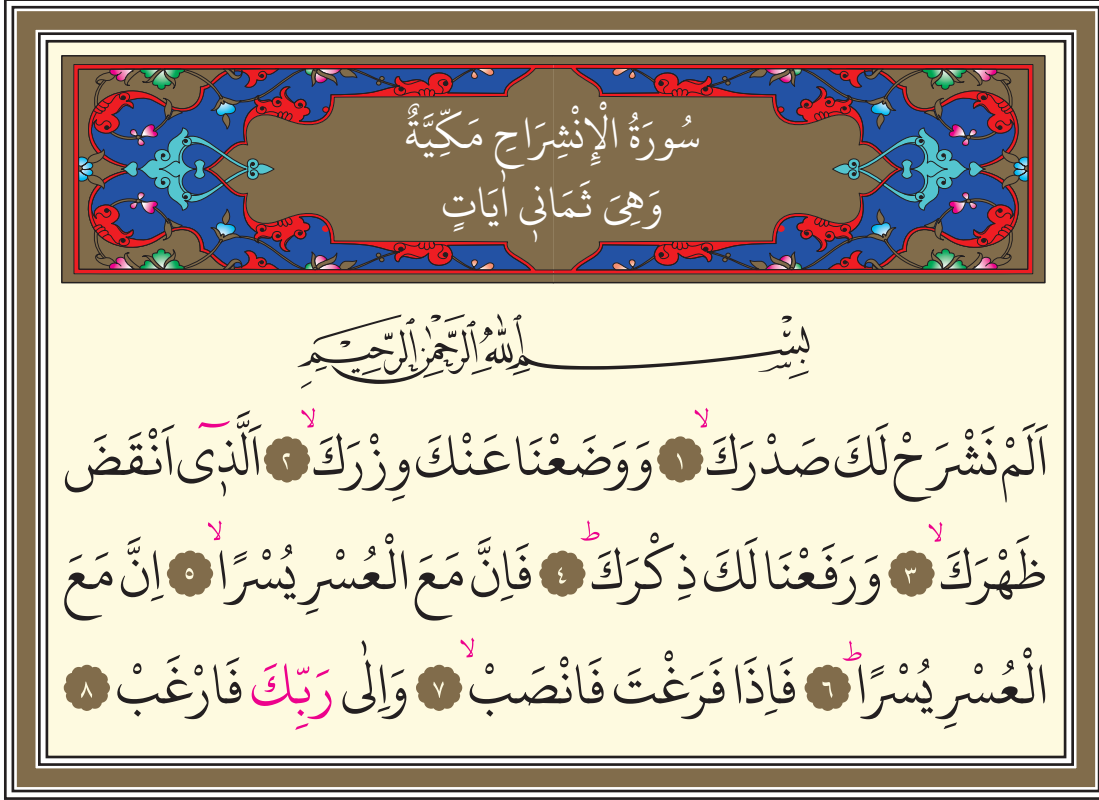 سُورَةُ الْإِنْشِرَاحِ مَكِّيَّةٌ
وَهِىَ ثَمَانٖى اٰيَاتٍ
بِسْمِ اللّٰهِ الرَّحْمٰنِ الرَّحٖيمِ
اَلَمْ نَشْرَحْ لَكَ صَدْرَكَۙ ١ وَوَضَعْنَا عَنْكَ وِزْرَكَۙ ٢ اَلَّذٖٓى اَنْقَضَ
ظَهْرَكَۙ ٣ وَرَفَعْنَا لَكَ ذِكْرَكَؕ ٤ فَاِنَّ مَعَ الْعُسْرِ يُسْرًاۙ ٥ اِنَّ مَعَ
الْعُسْرِ يُسْرًاؕ ٦ فَاِذَا فَرَغْتَ فَانْصَبْۙ ٧ وَاِلٰى رَبِّكَ فَارْغَبْ ٨